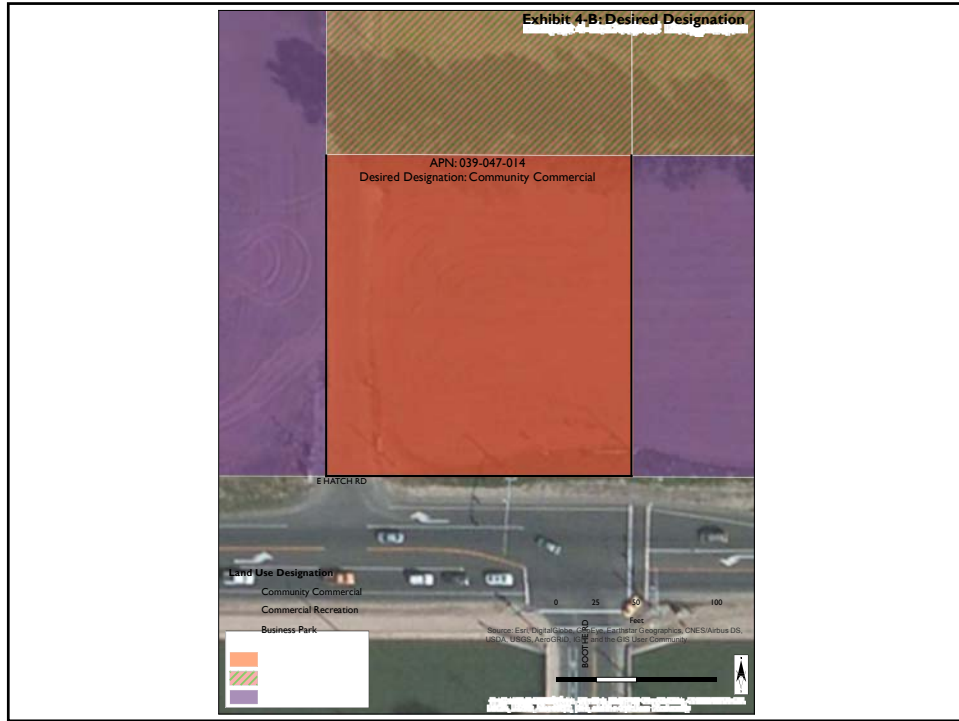 Exhibit 4-B: Desired Designation
APN: 039-047-014
Desired Designation: Community Commercial
E HATCH RD
Land Use Designation
Community Commercial
Commercial Recreation
Business Park
0 25 50 100
Feet
Source: Esri, DigitalGlobe, GeoEye, Earthstar Geographics, CNES/Airbus DS,
USDA, USGS, AeroGRID, IGN, and the GIS User Community
BOOTHE RD